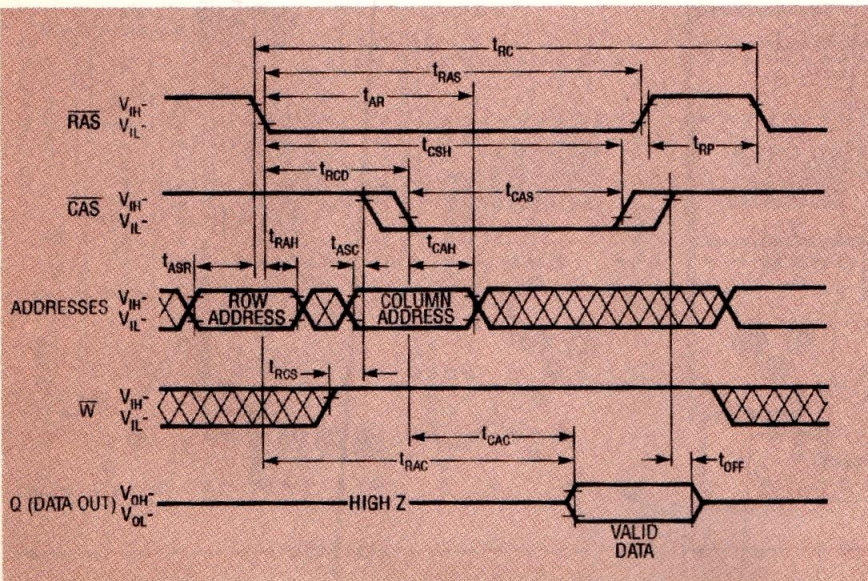 tRC
tRAS
tAR
RAS VIH-
VIL-
tCSH
tRP
tRCD
CAS VIH-
VIL-
tCAS
tRAH
tASC
tCAH
tASR
ADDRESSES VIH-
VIL-
ROW
ADDRESS
COLUMN
ADDRESS
tRCS
W VIH-
VIL-
tCAC
tRAC
tOFF
Q (DATA OUT) VOH-
VOL-
HIGH Z
VALID
DATA